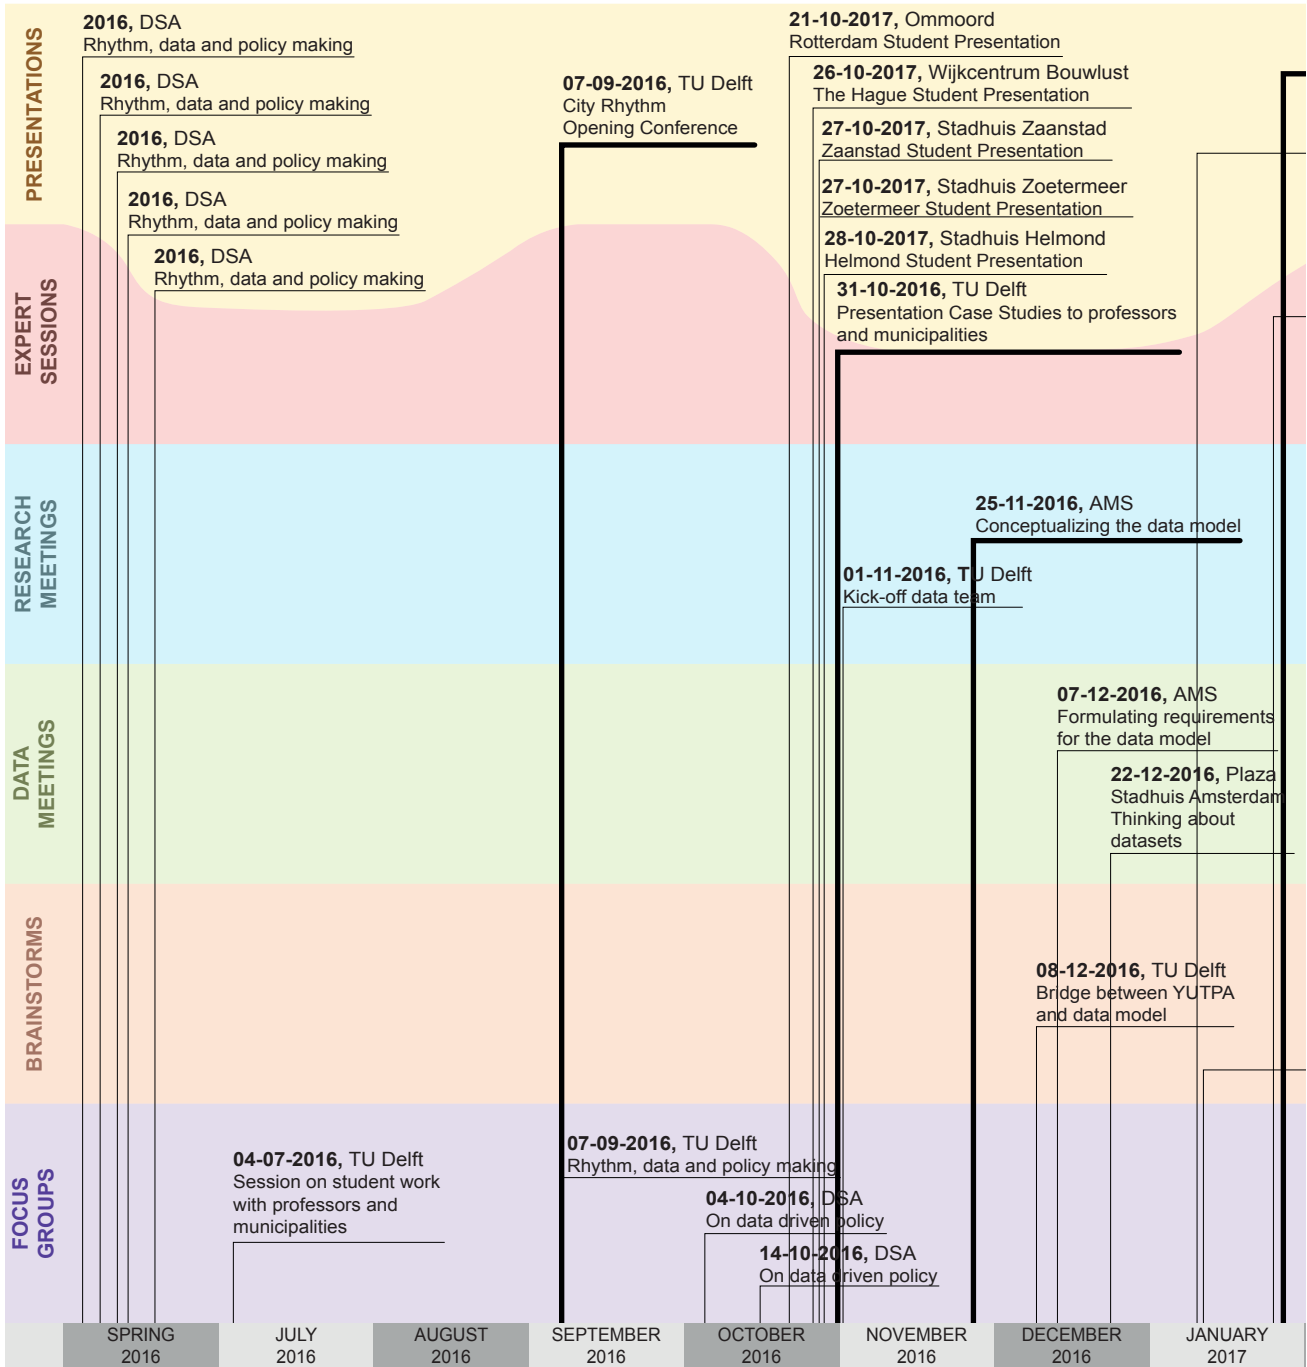 PRESENTATIONS
2016, DSA
Rhythm, data and policy making
2016, DSA
Rhythm, data and policy making
2016, DSA
Rhythm, data and policy making
2016, DSA
Rhythm, data and policy making
2016, DSA
Rhythm, data and policy making
07-09-2016, TU Delft
City Rhythm
Opening Conference
21-10-2017, Ommoord
Rotterdam Student Presentation
26-10-2017, Wijkcentrum Bouwlust
The Hague Student Presentation
27-10-2017, Stadhuis Zaanstad
Zaanstad Student Presentation
27-10-2017, Stadhuis Zoetermeer
Zoetermeer Student Presentation
28-10-2017, Stadhuis Helmond
Helmond Student Presentation
31-10-2016, TU Delft
Presentation Case Studies to professors
and municipalities
EXPERT
SESSIONS
RESEARCH
MEETINGS
25-11-2016, AMS
Conceptualizing the data model
01-11-2016, TU Delft
Kick-off data team
DATA
MEETINGS
07-12-2016, AMS
Formulating requirements
for the data model
22-12-2016, Plaza
Stadhuis Amsterdam
Thinking about
datasets
BRAINSTORMS
08-12-2016, TU Delft
Bridge between YUTPA
and data model
FOCUS
GROUPS
04-07-2016, TU Delft
Session on student work
with professors and
municipalities
07-09-2016, TU Delft
Rhythm, data and policy making
04-10-2016, DSA
On data driven policy
14-10-2016, DSA
On data driven policy
SPRING
2016
JULY
2016
AUGUST
2016
SEPTEMBER
2016
OCTOBER
2016
NOVEMBER
2016
DECEMBER
2016
JANUARY
2017